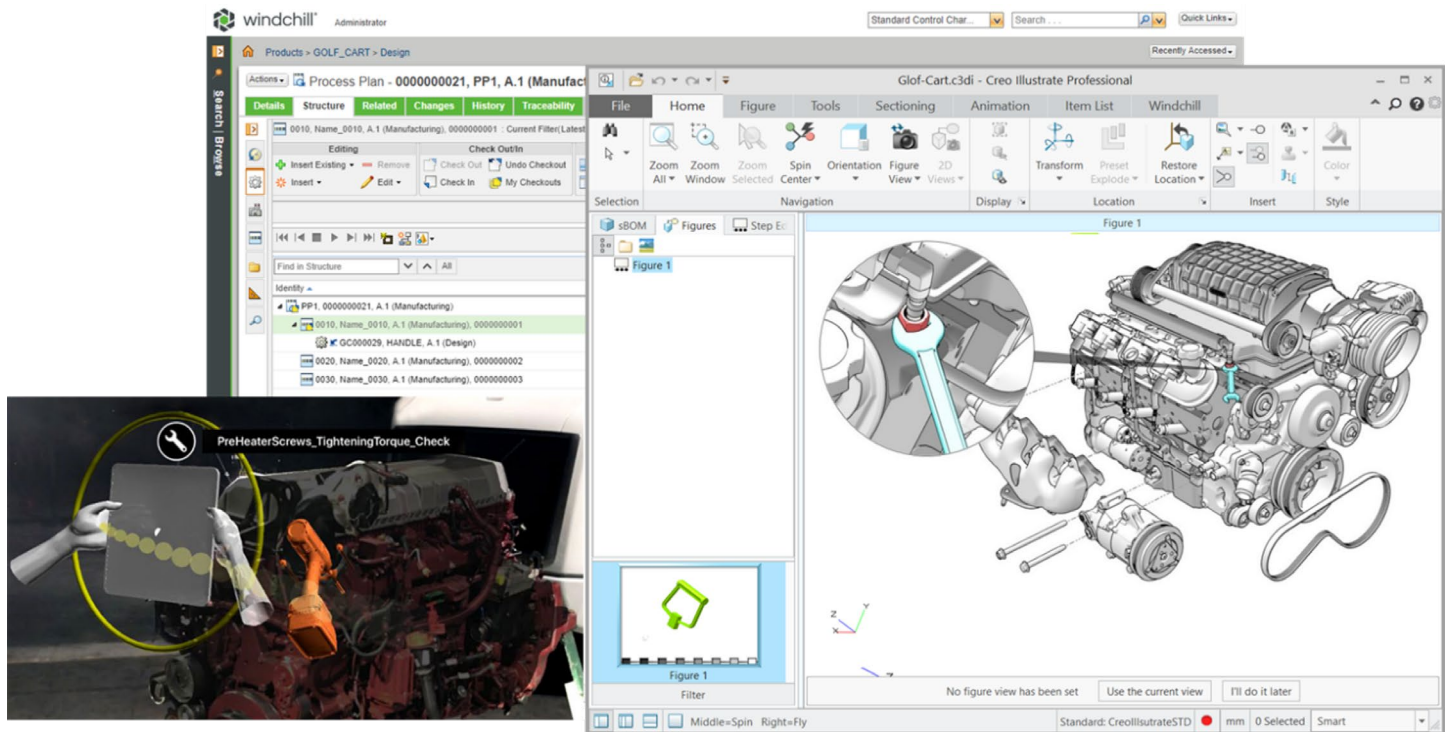 windchill Administrator
Standard Control Char... Search . . . Quick Links
Products > GOLF_CART > Design
Recently Accessed
Actions Process Plan - 0000000021, PP1, A.1 (Manufact
Details Structure Related Changes History Traceability
Search | Browse
0010, Name_0010, A.1 (Manufacturing), 0000000001 : Current Filter(Latest
Editing Check Out/In
Insert Existing Remove Check Out Undo Checkout
Insert Edit Check In My Checkouts
Find in Structure All
Identity
PP1, 0000000021, A.1 (Manufacturing)
0010, Name_0010, A.1 (Manufacturing), 0000000001
GC000029, HANDLE, A.1 (Design)
0020, Name_0020, A.1 (Manufacturing), 0000000002
0030, Name_0030, A.1 (Manufacturing), 0000000003
PreHeaterScrews_TighteningTorque_Check
Glof-Cart.c3di - Creo Illustrate Professional
File Home Figure Tools Sectioning Animation Item List Windchill
Zoom All Zoom Window Zoom Selected Spin Center Orientation Figure View 2D Views Transform Preset Explode Restore Location Color
Selection Navigation Display Location Insert Style
sBOM Figures Step Ed
Figure 1
Figure 1
Z Y X
Z
Figure 1
Filter
No figure view has been set Use the current view I'll do it later
Middle=Spin Right=Fly Standard: CreoIllsutrateSTD mm 0 Selected Smart